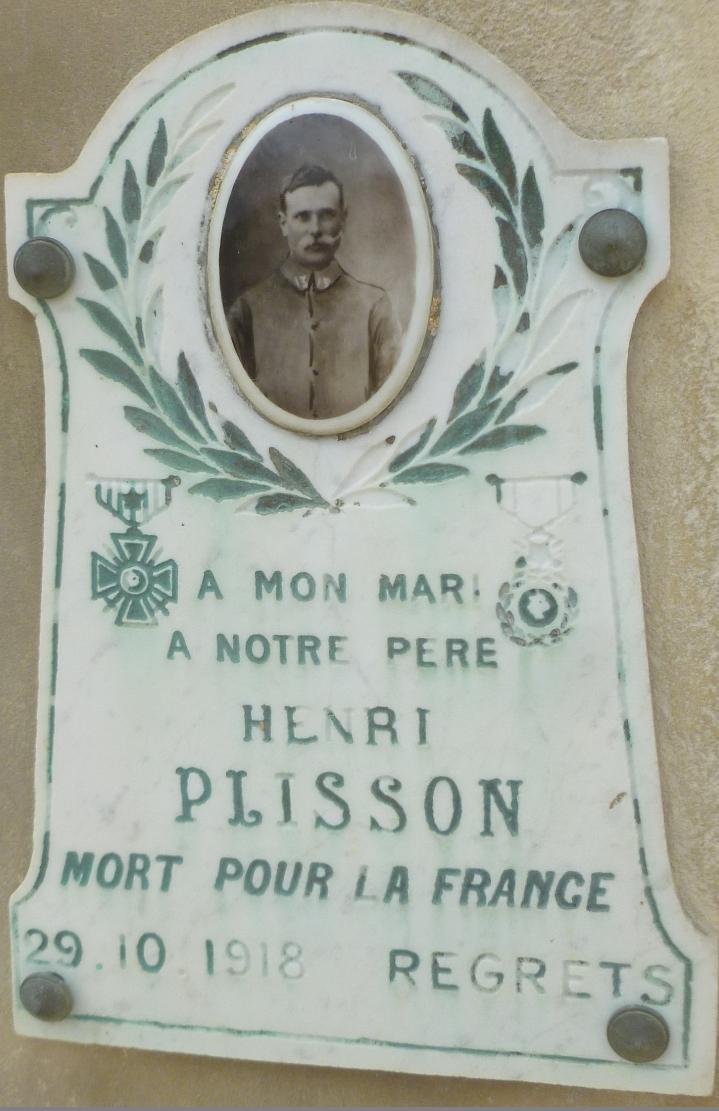 A MON MARI
A NOTRE PERE
HENRI
PLISSON
MORT POUR LA FRANCE
29.10.1918 REGRETS